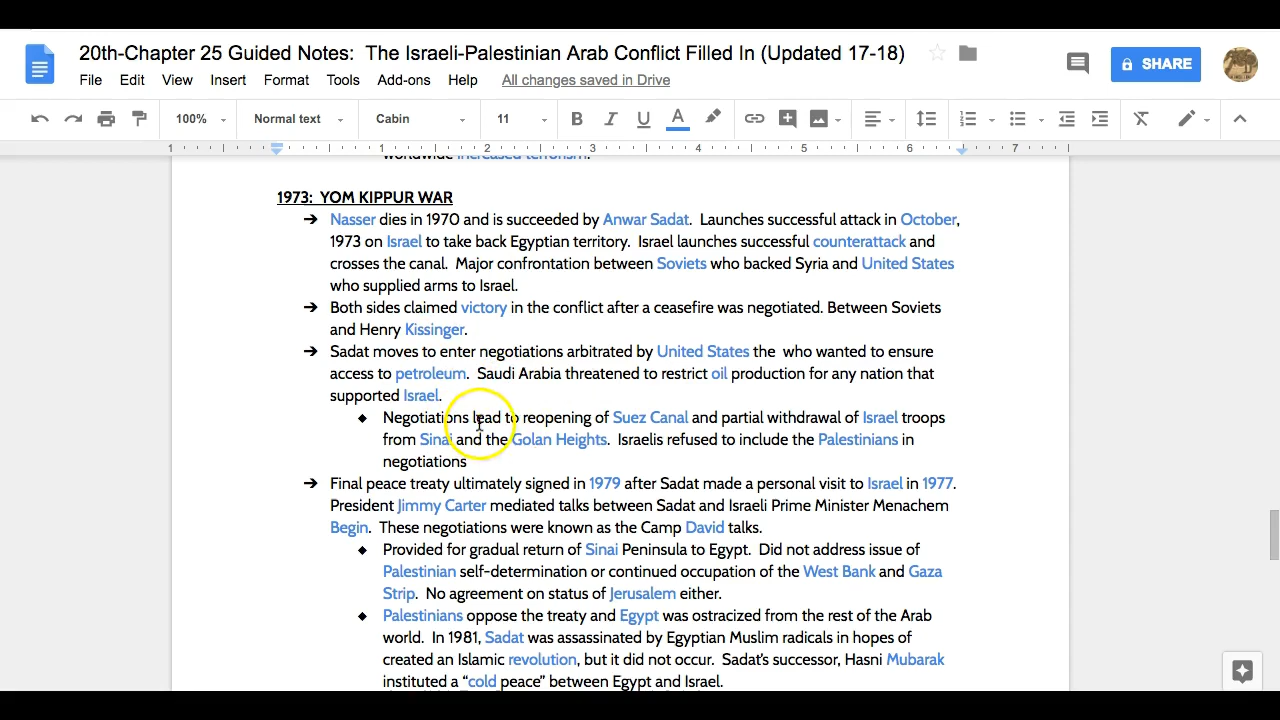 20th-Chapter 25 Guided Notes:  The Israeli-Palestinian Arab Conflict Filled In (Updated 17-18)
File Edit View Insert Format Tools Add-ons Help All changes saved in Drive
SHARE
100% Normal text Cabin 11 B I U A
1 1 2 3 4 5 6 7
worldwide increased terrorism.
1973:  YOM KIPPUR WAR
➔ Nasser dies in 1970 and is succeeded by Anwar Sadat.  Launches successful attack in October,
1973 on Israel to take back Egyptian territory.  Israel launches successful counterattack and
crosses the canal.  Major confrontation between Soviets who backed Syria and United States
who supplied arms to Israel.
➔ Both sides claimed victory in the conflict after a ceasefire was negotiated. Between Soviets
and Henry Kissinger.
➔ Sadat moves to enter negotiations arbitrated by United States the  who wanted to ensure
access to petroleum.  Saudi Arabia threatened to restrict oil production for any nation that
supported Israel.
◆ Negotiations lead to reopening of Suez Canal and partial withdrawal of Israel troops
from Sinai and the Golan Heights.  Israelis refused to include the Palestinians in
negotiations
➔ Final peace treaty ultimately signed in 1979 after Sadat made a personal visit to Israel in 1977.
President Jimmy Carter mediated talks between Sadat and Israeli Prime Minister Menachem
Begin.  These negotiations were known as the Camp David talks.
◆ Provided for gradual return of Sinai Peninsula to Egypt.  Did not address issue of
Palestinian self-determination or continued occupation of the West Bank and Gaza
Strip.  No agreement on status of Jerusalem either.
◆ Palestinians oppose the treaty and Egypt was ostracized from the rest of the Arab
world.  In 1981, Sadat was assassinated by Egyptian Muslim radicals in hopes of
created an Islamic revolution, but it did not occur.  Sadat's successor, Hasni Mubarak
instituted a “cold peace” between Egypt and Israel.